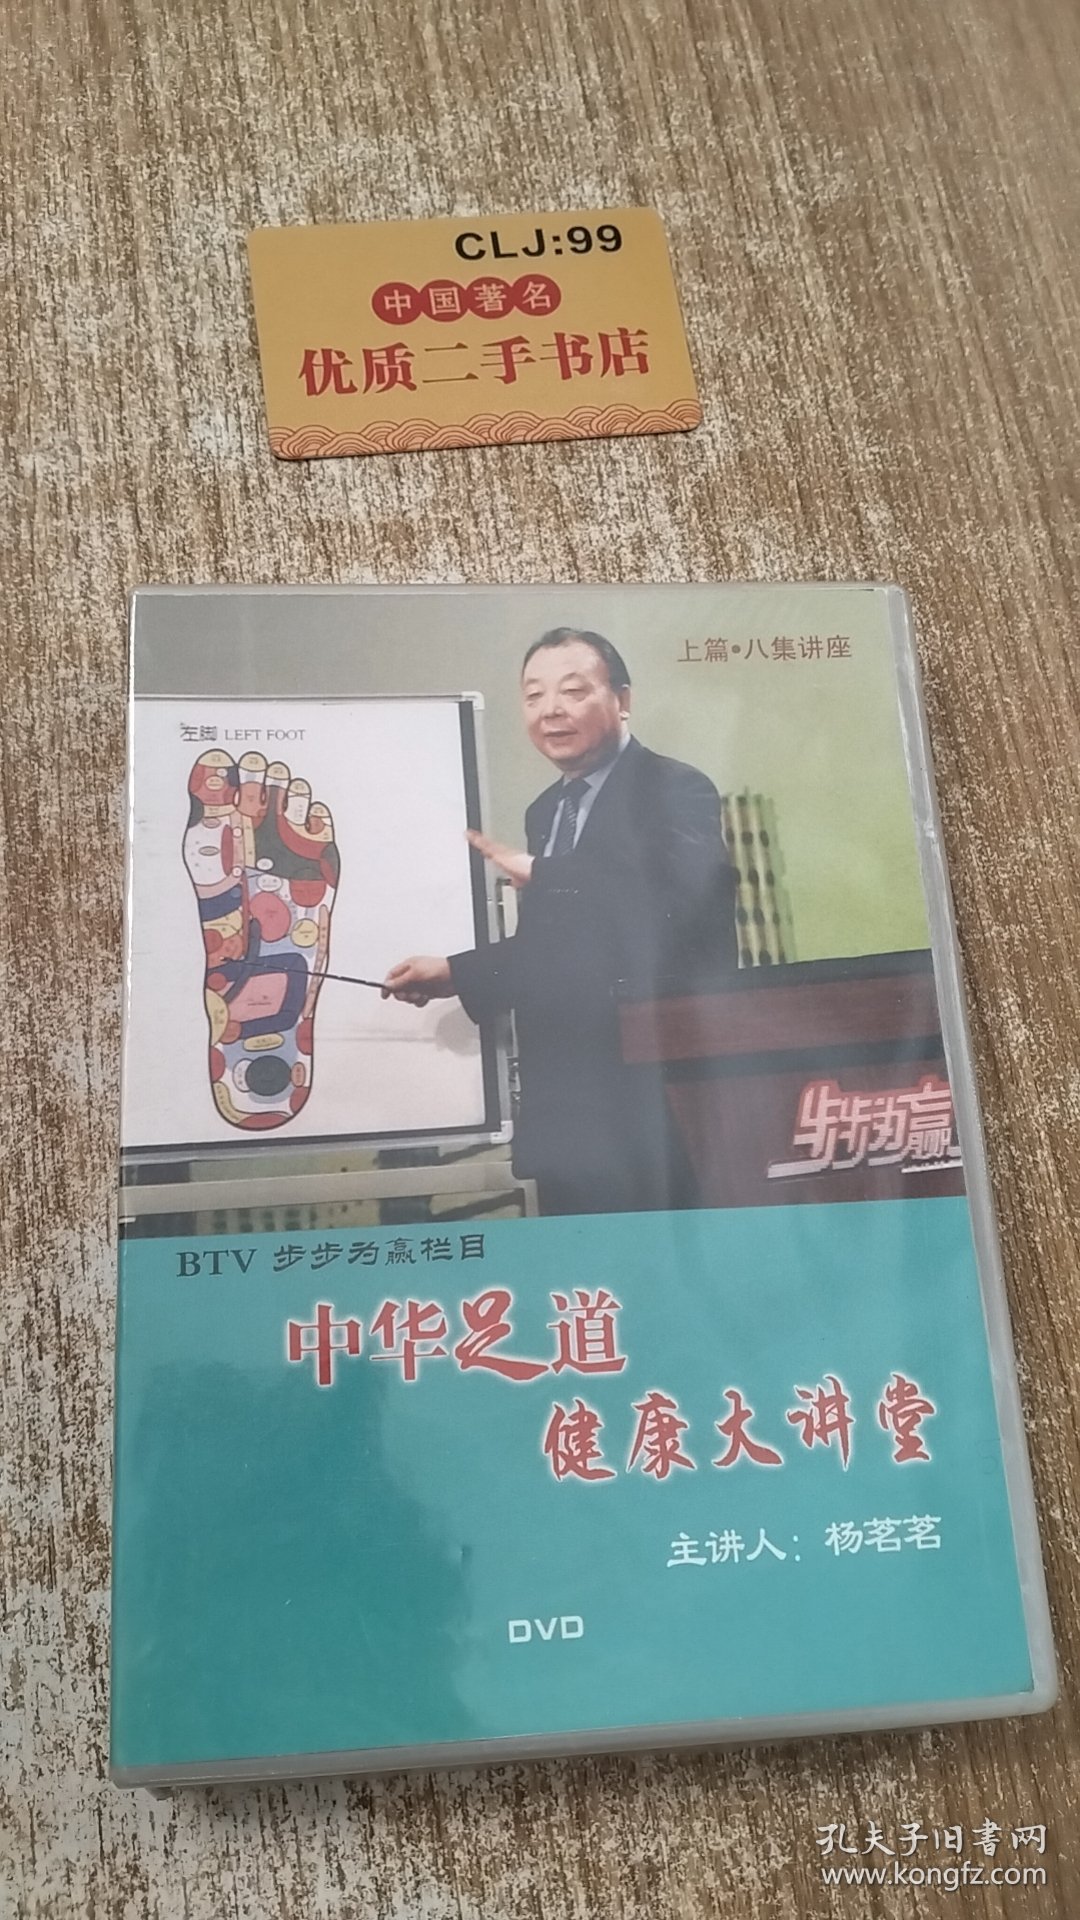 CLJ:99
中国著名
优质二手书店
上篇•八集讲座
左脚 LEFT FOOT
步步为赢
BTV 步步为赢栏目
中华足道
健康大讲堂
主讲人：杨茗茗
DVD
孔夫子旧书网
www.kongfz.com